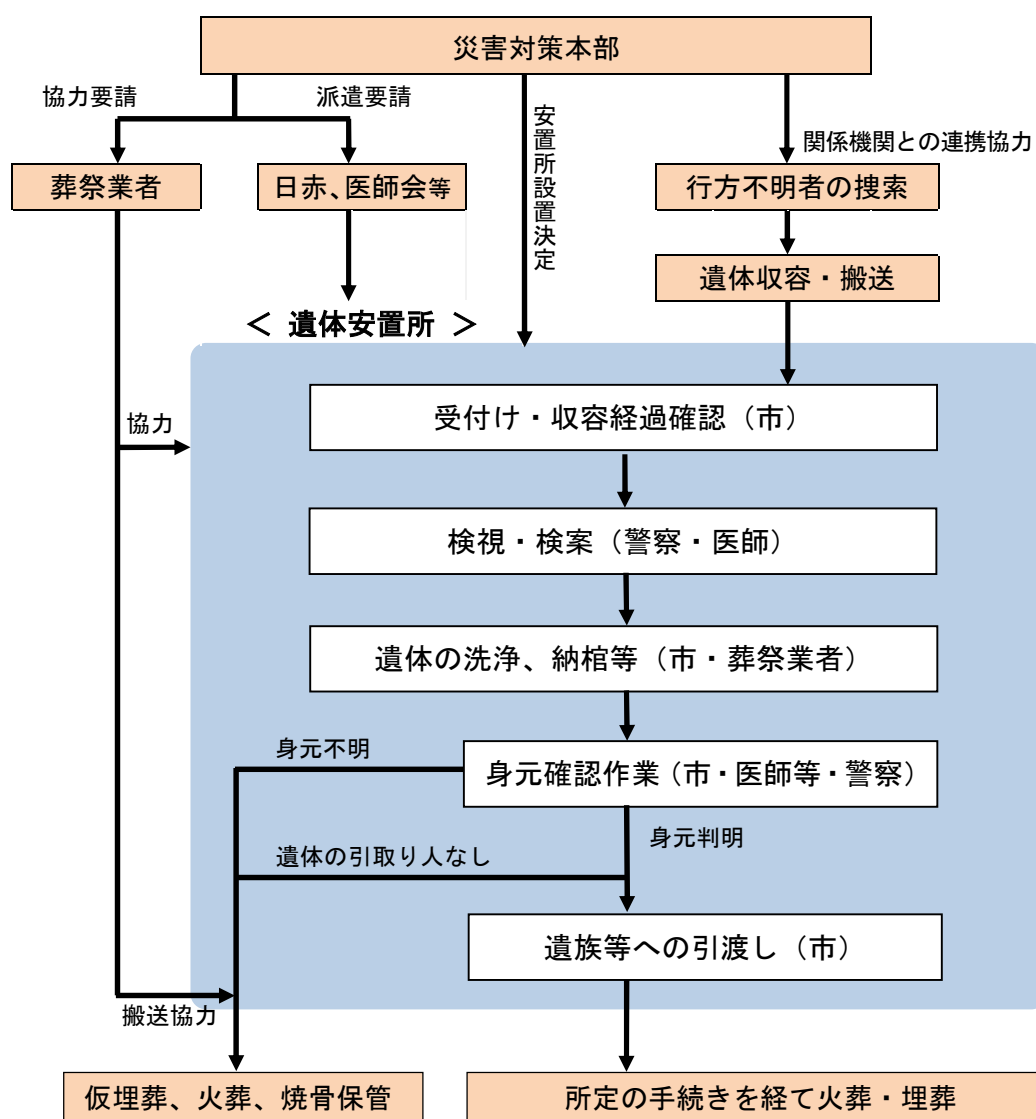 災害対策本部
協力要請
派遣要請
安置所設置決定
関係機関との連携協力
葬祭業者
日赤、医師会等
行方不明者の捜索
遺体収容・搬送
＜ 遺体安置所 ＞
受付け・収容経過確認（市）
協力
検視・検案（警察・医師）
遺体の洗浄、納棺等（市・葬祭業者）
身元不明
身元確認作業（市・医師等・警察）
身元判明
遺体の引取り人なし
遺族等への引渡し（市）
搬送協力
仮埋葬、火葬、焼骨保管
所定の手続きを経て火葬・埋葬